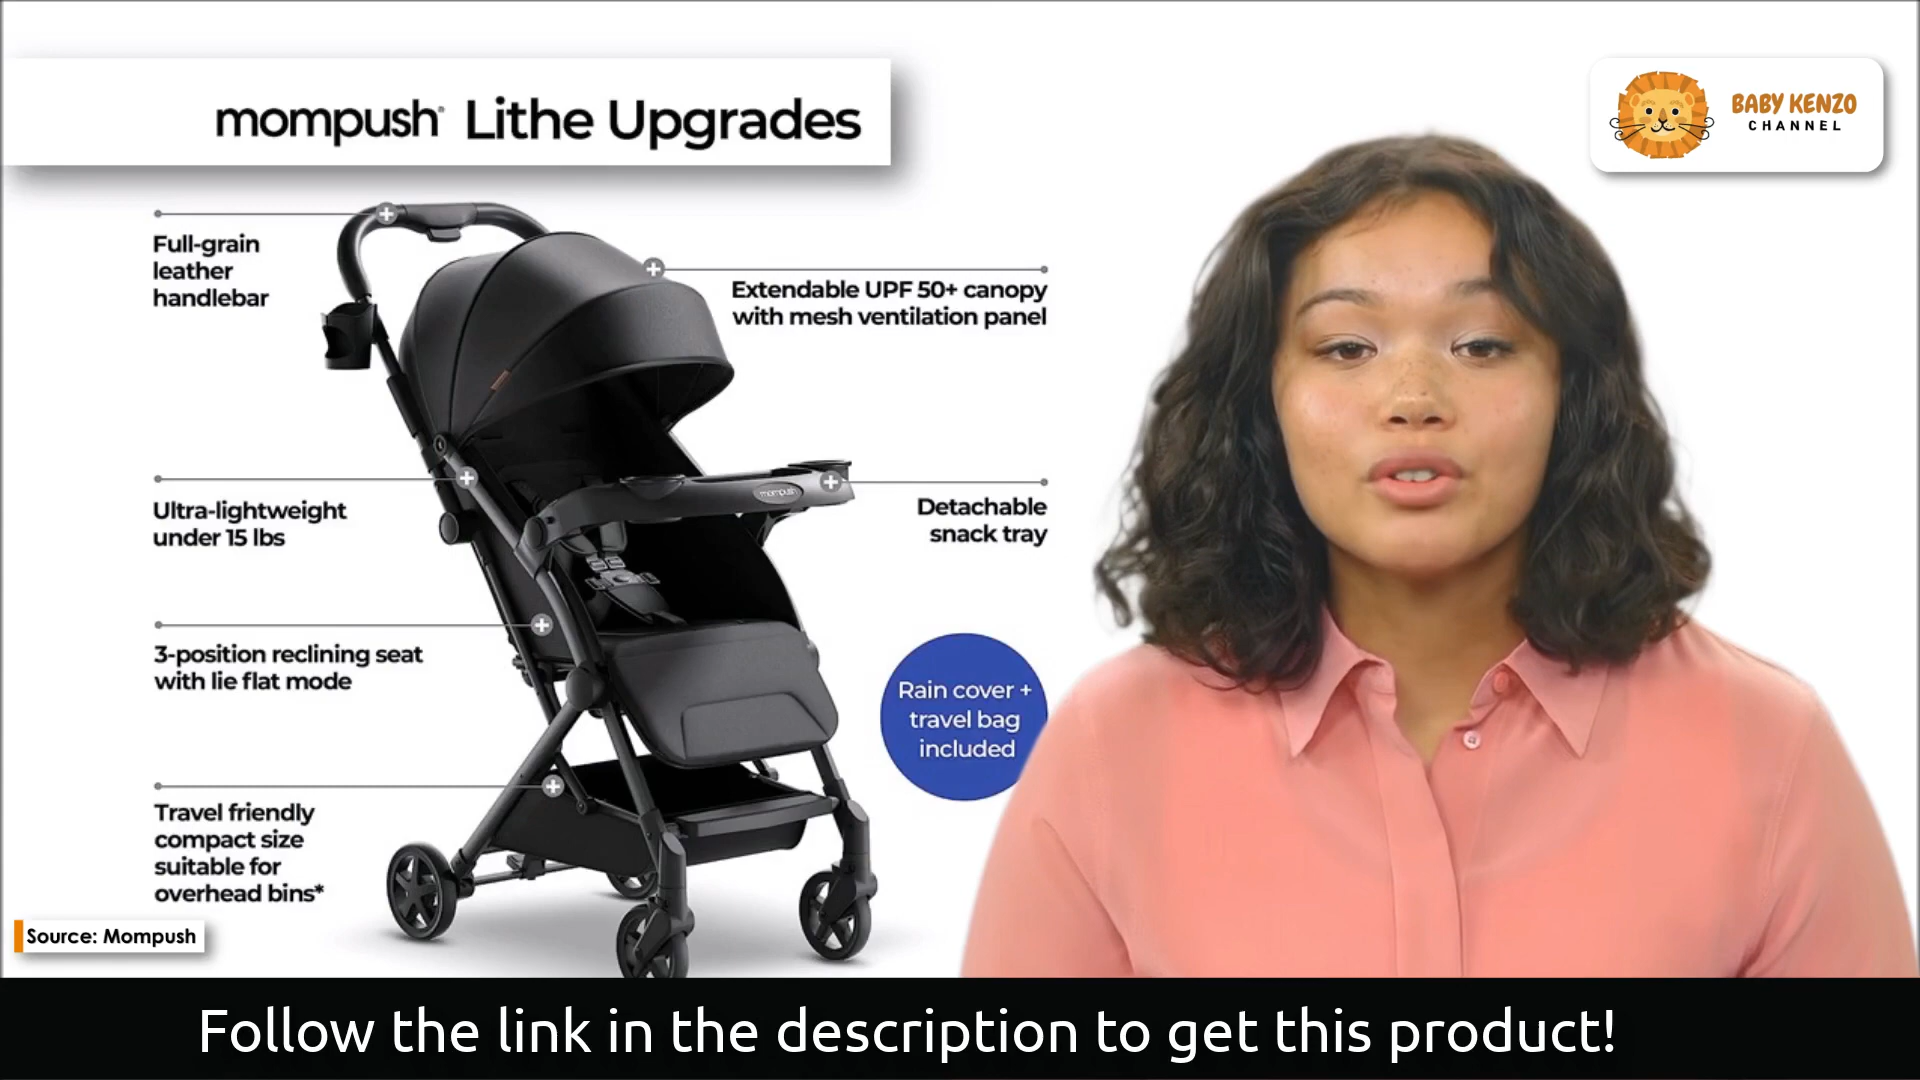 mompush® Lithe Upgrades
BABY KENZO
CHANNEL
Full-grain
leather
handlebar
Extendable UPF 50+ canopy
with mesh ventilation panel
Ultra-lightweight
under 15 lbs
mompush
Detachable
snack tray
3-position reclining seat
with lie flat mode
Rain cover +
travel bag
included
Travel friendly
compact size
suitable for
overhead bins*
Source: Mompush
Follow the link in the description to get this product!